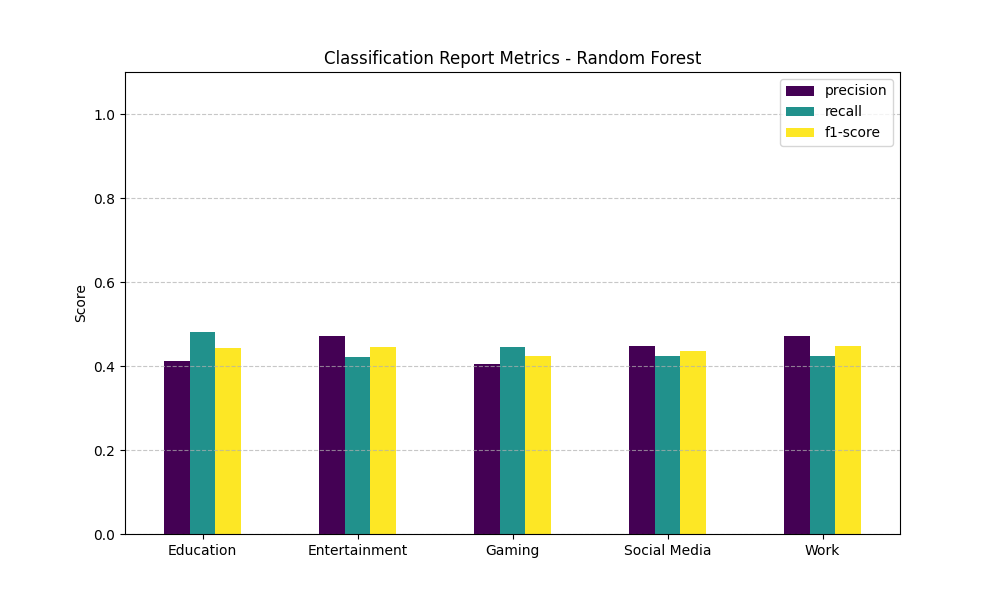 Classification Report Metrics - Random Forest
precision
recall
f1-score
1.0
0.8
0.6
0.4
0.2
0.0
Score
Education Entertainment Gaming Social Media Work